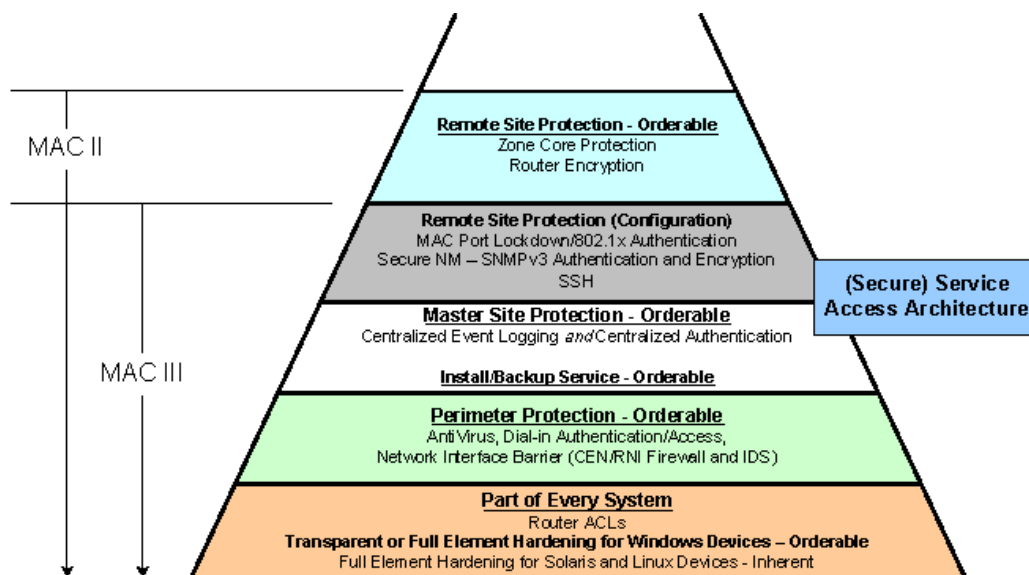 MAC II
MAC III
Remote Site Protection - Orderable
Zone Core Protection
Router Encryption
Remote Site Protection (Configuration)
MAC Port Lockdown/802.1x Authentication
Secure NM – SNMPv3 Authentication and Encryption
SSH
(Secure) Service
Access Architecture
Master Site Protection - Orderable
Centralized Event Logging and Centralized Authentication
Install/Backup Service - Orderable
Perimeter Protection - Orderable
AntiVirus, Dial-in Authentication/Access,
Network Interface Barrier (CEN/RNI Firewall and IDS)
Part of Every System
Router ACLs
Transparent or Full Element Hardening for Windows Devices – Orderable
Full Element Hardening for Solaris and Linux Devices - Inherent